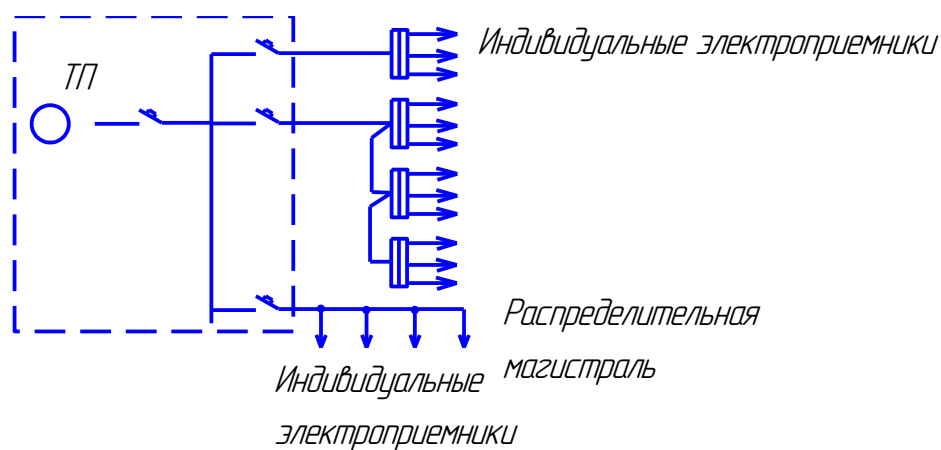 Индивидуальные электроприемники
ТП
Распределительная
магистраль
Индивидуальные
электроприемники